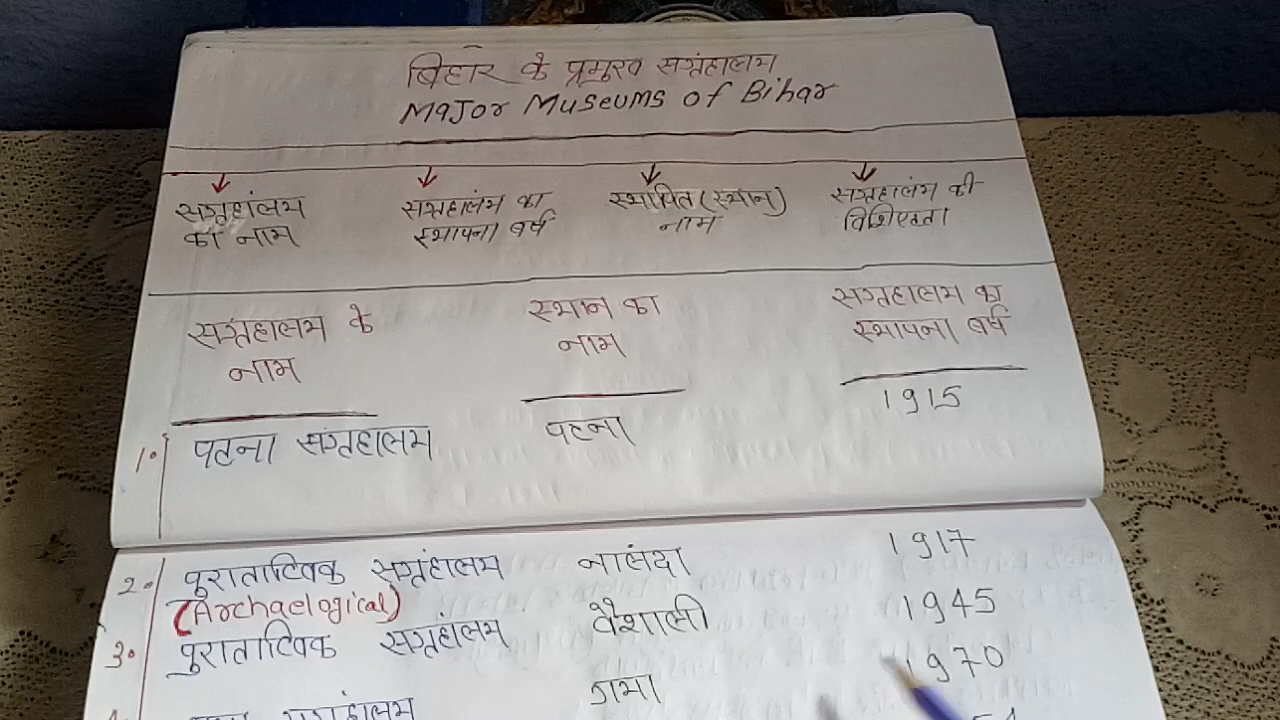 बिहार के प्रमुख संग्रहालय
Major Museums of Bihar
संग्रहालय का नाम
संग्रहालय का स्थापना वर्ष
स्थापित (स्थान) नाम
संग्रहालय की विशिष्टता
संग्रहालय के नाम
स्थान का नाम
संग्रहालय का स्थापना वर्ष
1. पटना संग्रहालय पटना 1915
2. पुरातात्विक संग्रहालय नालंदा 1917
(Archaelogical)
3. पुरातात्विक संग्रहालय वैशाली 1945
संग्रहालय गया 1970